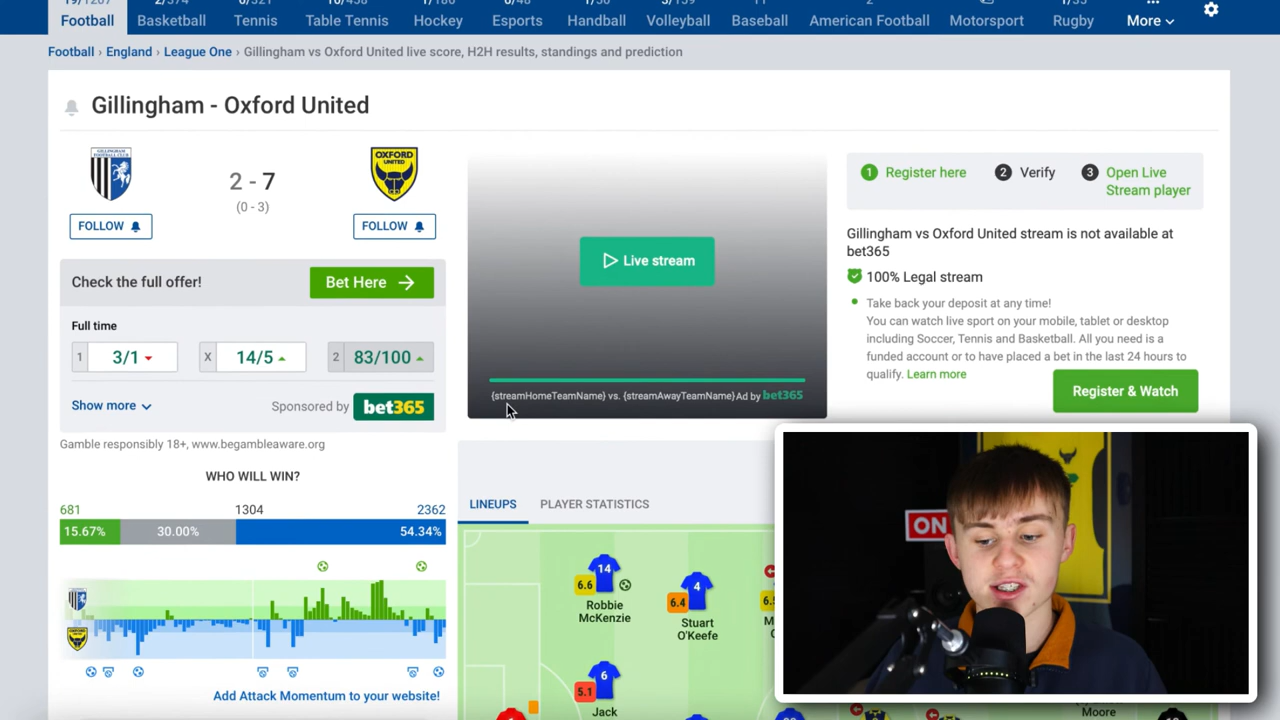 Football Basketball Tennis Table Tennis Hockey Esports Handball Volleyball Baseball American Football Motorsport Rugby More
Football › England › League One › Gillingham vs Oxford United live score, H2H results, standings and prediction
Gillingham - Oxford United
GILLINGHAM
OXFORD UNITED
2 - 7
(0 - 3)
FOLLOW
FOLLOW
Check the full offer!
Bet Here
Full time
1 3/1 X 14/5 2 83/100
Show more
Sponsored by bet365
Gamble responsibly 18+, www.begambleaware.org
WHO WILL WIN?
681 1304 2362
15.67% 30.00% 54.34%
Add Attack Momentum to your website!
Live stream
{streamHomeTeamName} vs. {streamAwayTeamName} Ad by bet365
1 Register here 2 Verify 3 Open Live
Stream player
Gillingham vs Oxford United stream is not available at
bet365
100% Legal stream
Take back your deposit at any time!
You can watch live sport on your mobile, tablet or desktop
including Soccer, Tennis and Basketball. All you need is a
funded account or to have placed a bet in the last 24 hours to
qualify. Learn more
Register & Watch
LINEUPS PLAYER STATISTICS
14
6.6
Robbie
McKenzie
4
6.4
Stuart
O'Keefe
6
5.1
Jack
Moore
ON